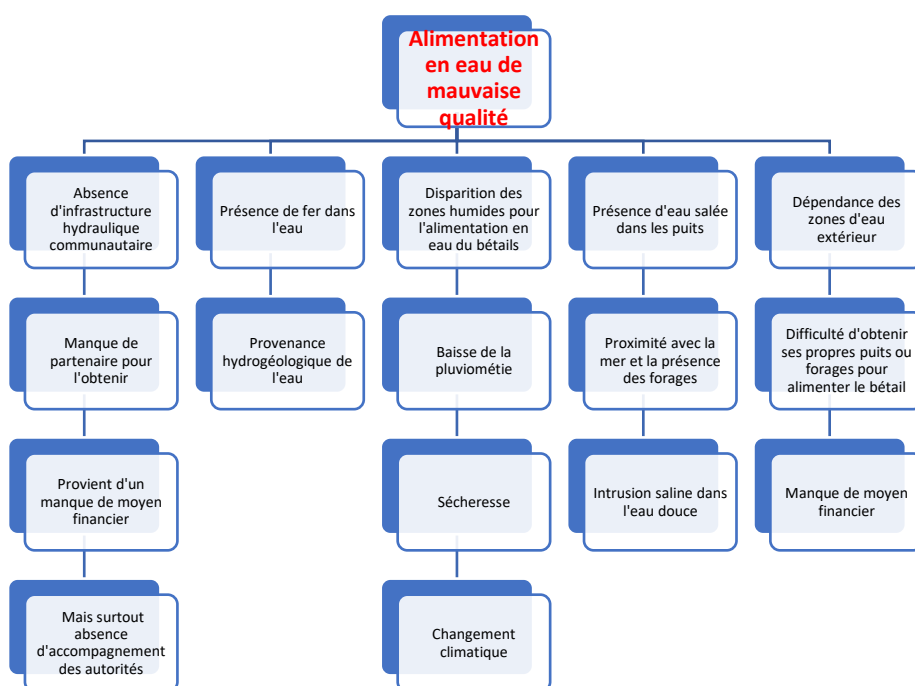 Alimentation
en eau de
mauvaise
qualité
Absence
d'infrastructure
hydraulique
communautaire
Présence de fer dans
l'eau
Disparition des
zones humides pour
l'alimentation en
eau du bétails
Présence d'eau salée
dans les puits
Dépendance des
zones d'eau
extérieur
Manque de
partenaire pour
l'obtenir
Provenance
hydrogéologique de
l'eau
Baisse de la
pluviométie
Proximité avec la
mer et la présence
des forages
Difficulté d'obtenir
ses propres puits ou
forages pour
alimenter le bétail
Provient d'un
manque de moyen
financier
Sécheresse
Intrusion saline dans
l'eau douce
Manque de moyen
financier
Mais surtout
absence
d'accompagnement
des autorités
Changement
climatique